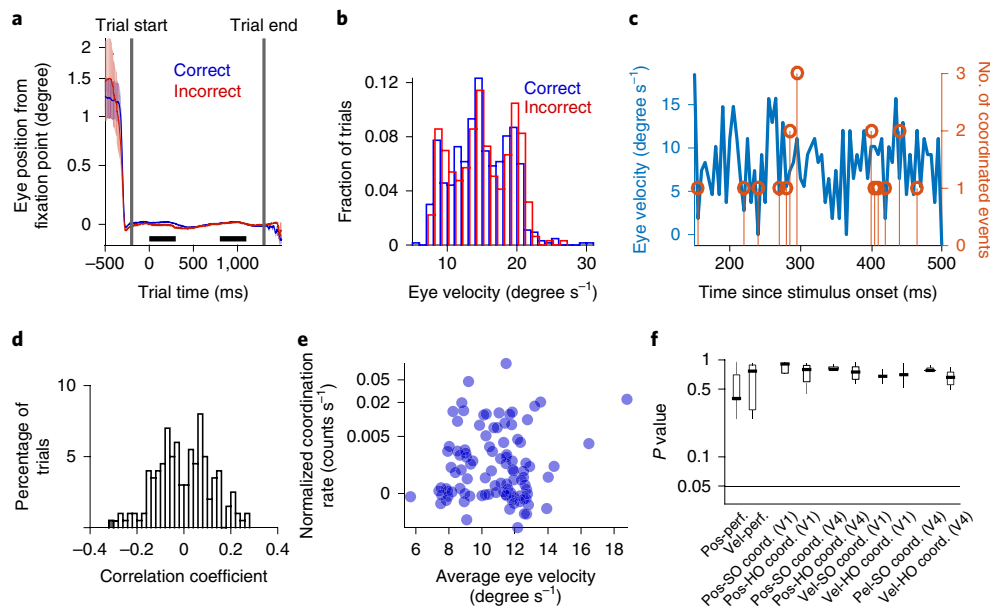 a
Trial start
Trial end
Correct
Incorrect
Eye position from
fixation point (degree)
2
1.5
1
0
−500
0
500
1,000
Trial time (ms)
b
Correct
Incorrect
Fraction of trials
0.12
0.08
0.04
0
10
20
30
Eye velocity (degree s⁻¹)
c
Eye velocity (degree s⁻¹)
15
10
5
0
No. of coordinated events
3
2
1
0
200
300
400
500
Time since stimulus onset (ms)
d
Percentage of
trials
10
5
−0.4
−0.2
0
0.2
0.4
Correlation coefficient
e
Normalized coordination
rate (counts s⁻¹)
0.05
0.02
0.005
0
6
8
10
12
14
16
18
Average eye velocity
(degree s⁻¹)
f
P value
1
0.5
0.1
0.05
Pos-perf.
Vel-perf.
Pos-SO coord. (V1)
Pos-HO coord. (V1)
Pos-SO coord. (V4)
Pos-HO coord. (V4)
Vel-SO coord. (V1)
Vel-HO coord. (V1)
Pel-SO coord. (V4)
Vel-HO coord. (V4)